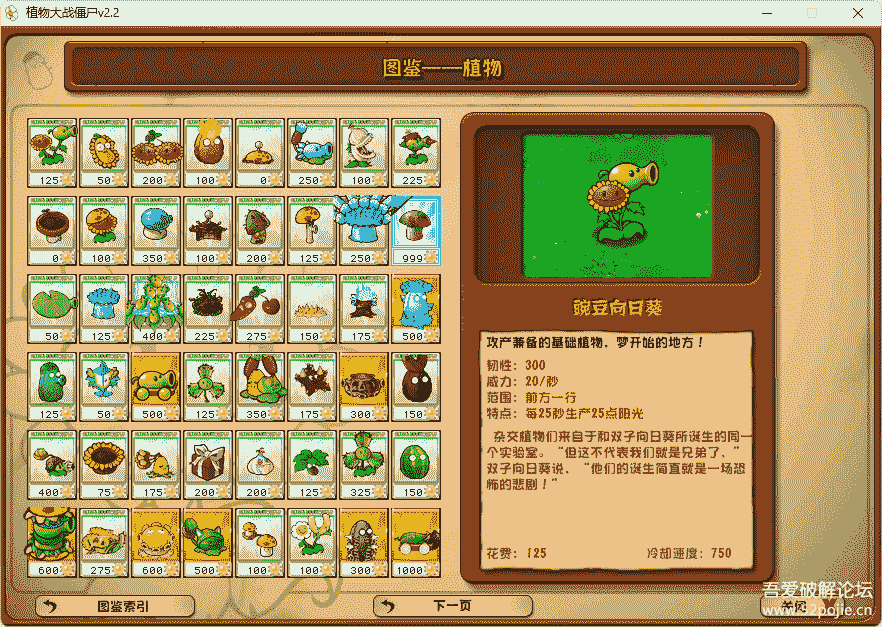 植物大战僵尸v2.2
图鉴——植物
125 50 200 100 0 250 100 225
0 100 350 100 200 125 250 999
50 125 400 225 275 150 175 500
125 50 500 125 350 175 300 150
400 75 175 200 200 125 325 150
600 275 600 500 100 100 300 1000
豌豆向日葵
攻产兼备的基础植物，梦开始的地方！
韧性：300
威力：20/秒
范围：前方一行
特点：每25秒生产25点阳光
杂交植物们来自于和双子向日葵所诞生的同一
个实验室。“但这不代表我们就是兄弟了，”
双子向日葵说，“他们的诞生简直就是一场恐
怖的悲剧！”
花费：125 冷却速度：750
图鉴索引
下一页
吾爱破解论坛
www.52pojie.cn